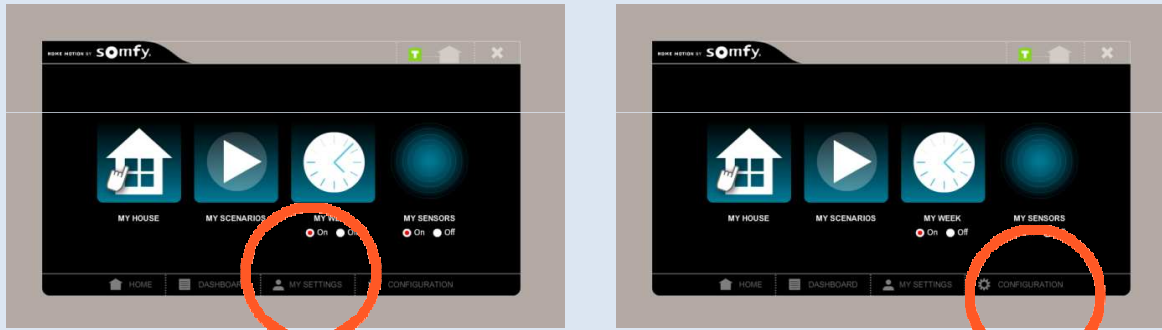 HOME MOTION BY somfy.
MY HOUSE MY SCENARIOS MY WEEK MY SENSORS
On Off On Off
HOME DASHBOARD MY SETTINGS CONFIGURATION
HOME MOTION BY somfy.
MY HOUSE MY SCENARIOS MY WEEK MY SENSORS
On Off
HOME DASHBOARD MY SETTINGS CONFIGURATION